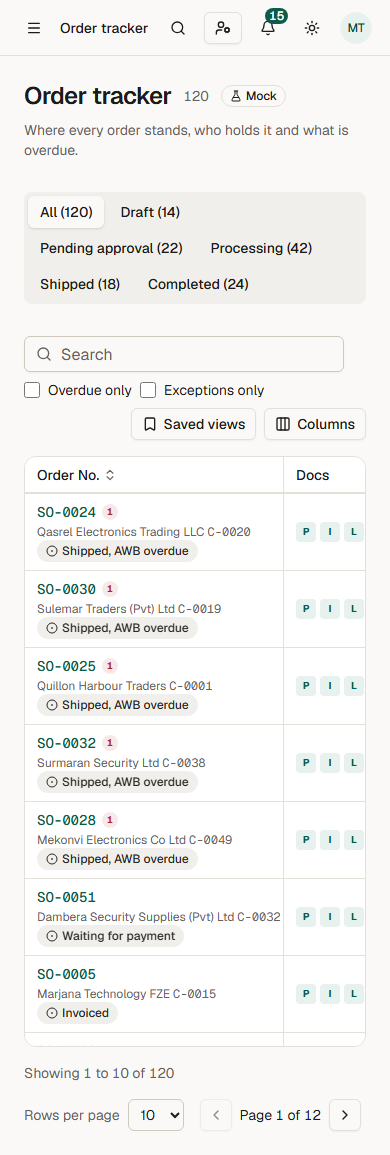 Order tracker
15
MT
Order tracker 120 Mock
Where every order stands, who holds it and what is
overdue.
All (120) Draft (14)
Pending approval (22) Processing (42)
Shipped (18) Completed (24)
Search
Overdue only Exceptions only
Saved views Columns
Order No. Docs
SO-0024 1
Qasrel Electronics Trading LLC C-0020
Shipped, AWB overdue
P I L
SO-0030 1
Sulemar Traders (Pvt) Ltd C-0019
Shipped, AWB overdue
P I L
SO-0025 1
Quillon Harbour Traders C-0001
Shipped, AWB overdue
P I L
SO-0032 1
Surmaran Security Ltd C-0038
Shipped, AWB overdue
P I L
SO-0028 1
Mekonvi Electronics Co Ltd C-0049
Shipped, AWB overdue
P I L
SO-0051
Dambera Security Supplies (Pvt) Ltd C-0032
Waiting for payment
P I L
SO-0005
Marjana Technology FZE C-0015
Invoiced
P I L
Showing 1 to 10 of 120
Rows per page 10 Page 1 of 12